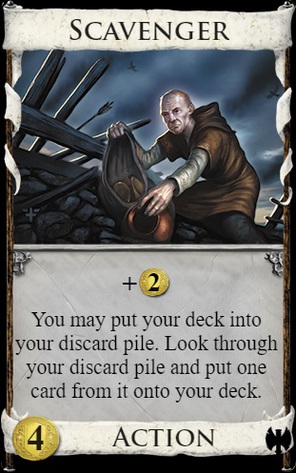 SCAVENGER
+2
You may put your deck into
your discard pile. Look through
your discard pile and put one
card from it onto your deck.
4 ACTION